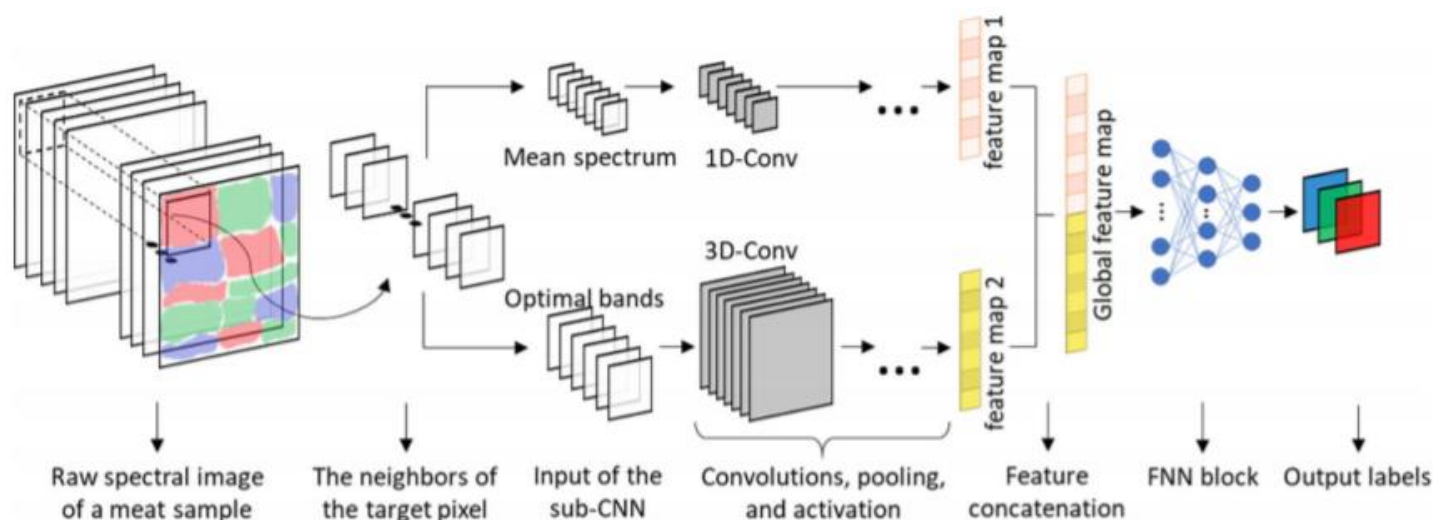 Mean spectrum
1D-Conv
feature map 1
Global feature map
3D-Conv
Optimal bands
feature map 2
Raw spectral image
of a meat sample
The neighbors of
the target pixel
Input of the
sub-CNN
Convolutions, pooling,
and activation
Feature
concatenation
FNN block
Output labels